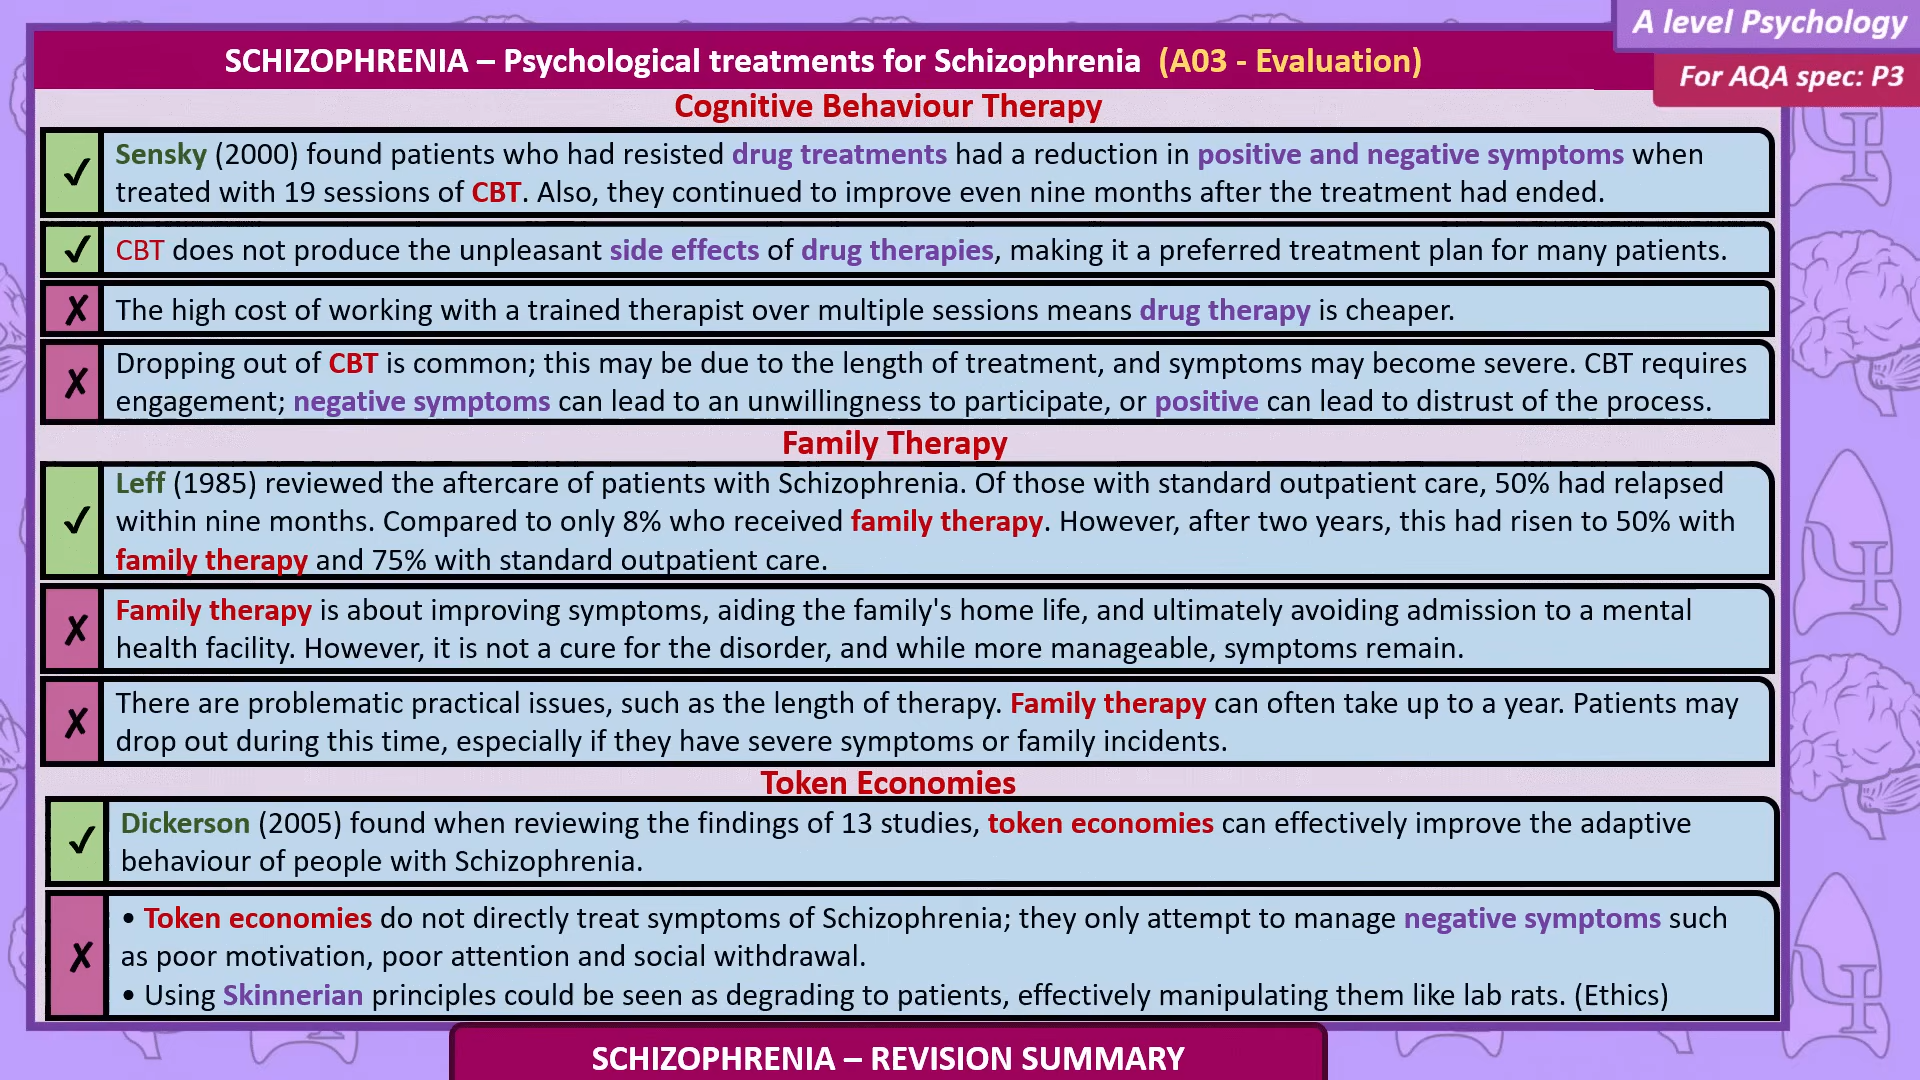 A level Psychology
SCHIZOPHRENIA – Psychological treatments for Schizophrenia (A03 - Evaluation)
For AQA spec: P3
Cognitive Behaviour Therapy
✓ Sensky (2000) found patients who had resisted drug treatments had a reduction in positive and negative symptoms when
treated with 19 sessions of CBT. Also, they continued to improve even nine months after the treatment had ended.
✓ CBT does not produce the unpleasant side effects of drug therapies, making it a preferred treatment plan for many patients.
✗ The high cost of working with a trained therapist over multiple sessions means drug therapy is cheaper.
✗ Dropping out of CBT is common; this may be due to the length of treatment, and symptoms may become severe. CBT requires
engagement; negative symptoms can lead to an unwillingness to participate, or positive can lead to distrust of the process.
Family Therapy
✓ Leff (1985) reviewed the aftercare of patients with Schizophrenia. Of those with standard outpatient care, 50% had relapsed
within nine months. Compared to only 8% who received family therapy. However, after two years, this had risen to 50% with
family therapy and 75% with standard outpatient care.
✗ Family therapy is about improving symptoms, aiding the family's home life, and ultimately avoiding admission to a mental
health facility. However, it is not a cure for the disorder, and while more manageable, symptoms remain.
✗ There are problematic practical issues, such as the length of therapy. Family therapy can often take up to a year. Patients may
drop out during this time, especially if they have severe symptoms or family incidents.
Token Economies
✓ Dickerson (2005) found when reviewing the findings of 13 studies, token economies can effectively improve the adaptive
behaviour of people with Schizophrenia.
✗ • Token economies do not directly treat symptoms of Schizophrenia; they only attempt to manage negative symptoms such
as poor motivation, poor attention and social withdrawal.
• Using Skinnerian principles could be seen as degrading to patients, effectively manipulating them like lab rats. (Ethics)
SCHIZOPHRENIA – REVISION SUMMARY